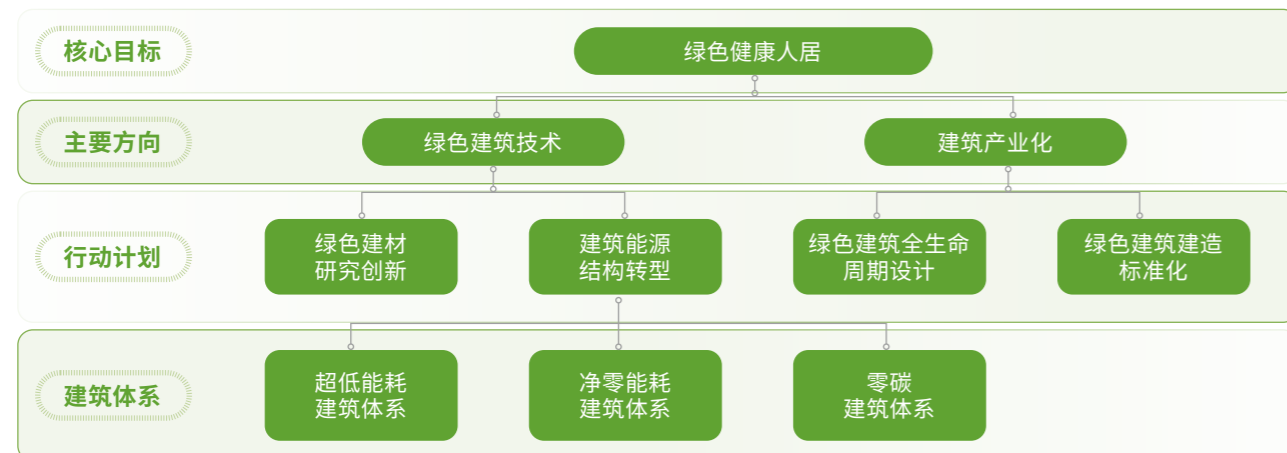 核心目标
绿色健康人居
主要方向
绿色建筑技术
建筑产业化
行动计划
绿色建材
研究创新
建筑能源
结构转型
绿色建筑全生命
周期设计
绿色建筑建造
标准化
建筑体系
超低能耗
建筑体系
净零能耗
建筑体系
零碳
建筑体系